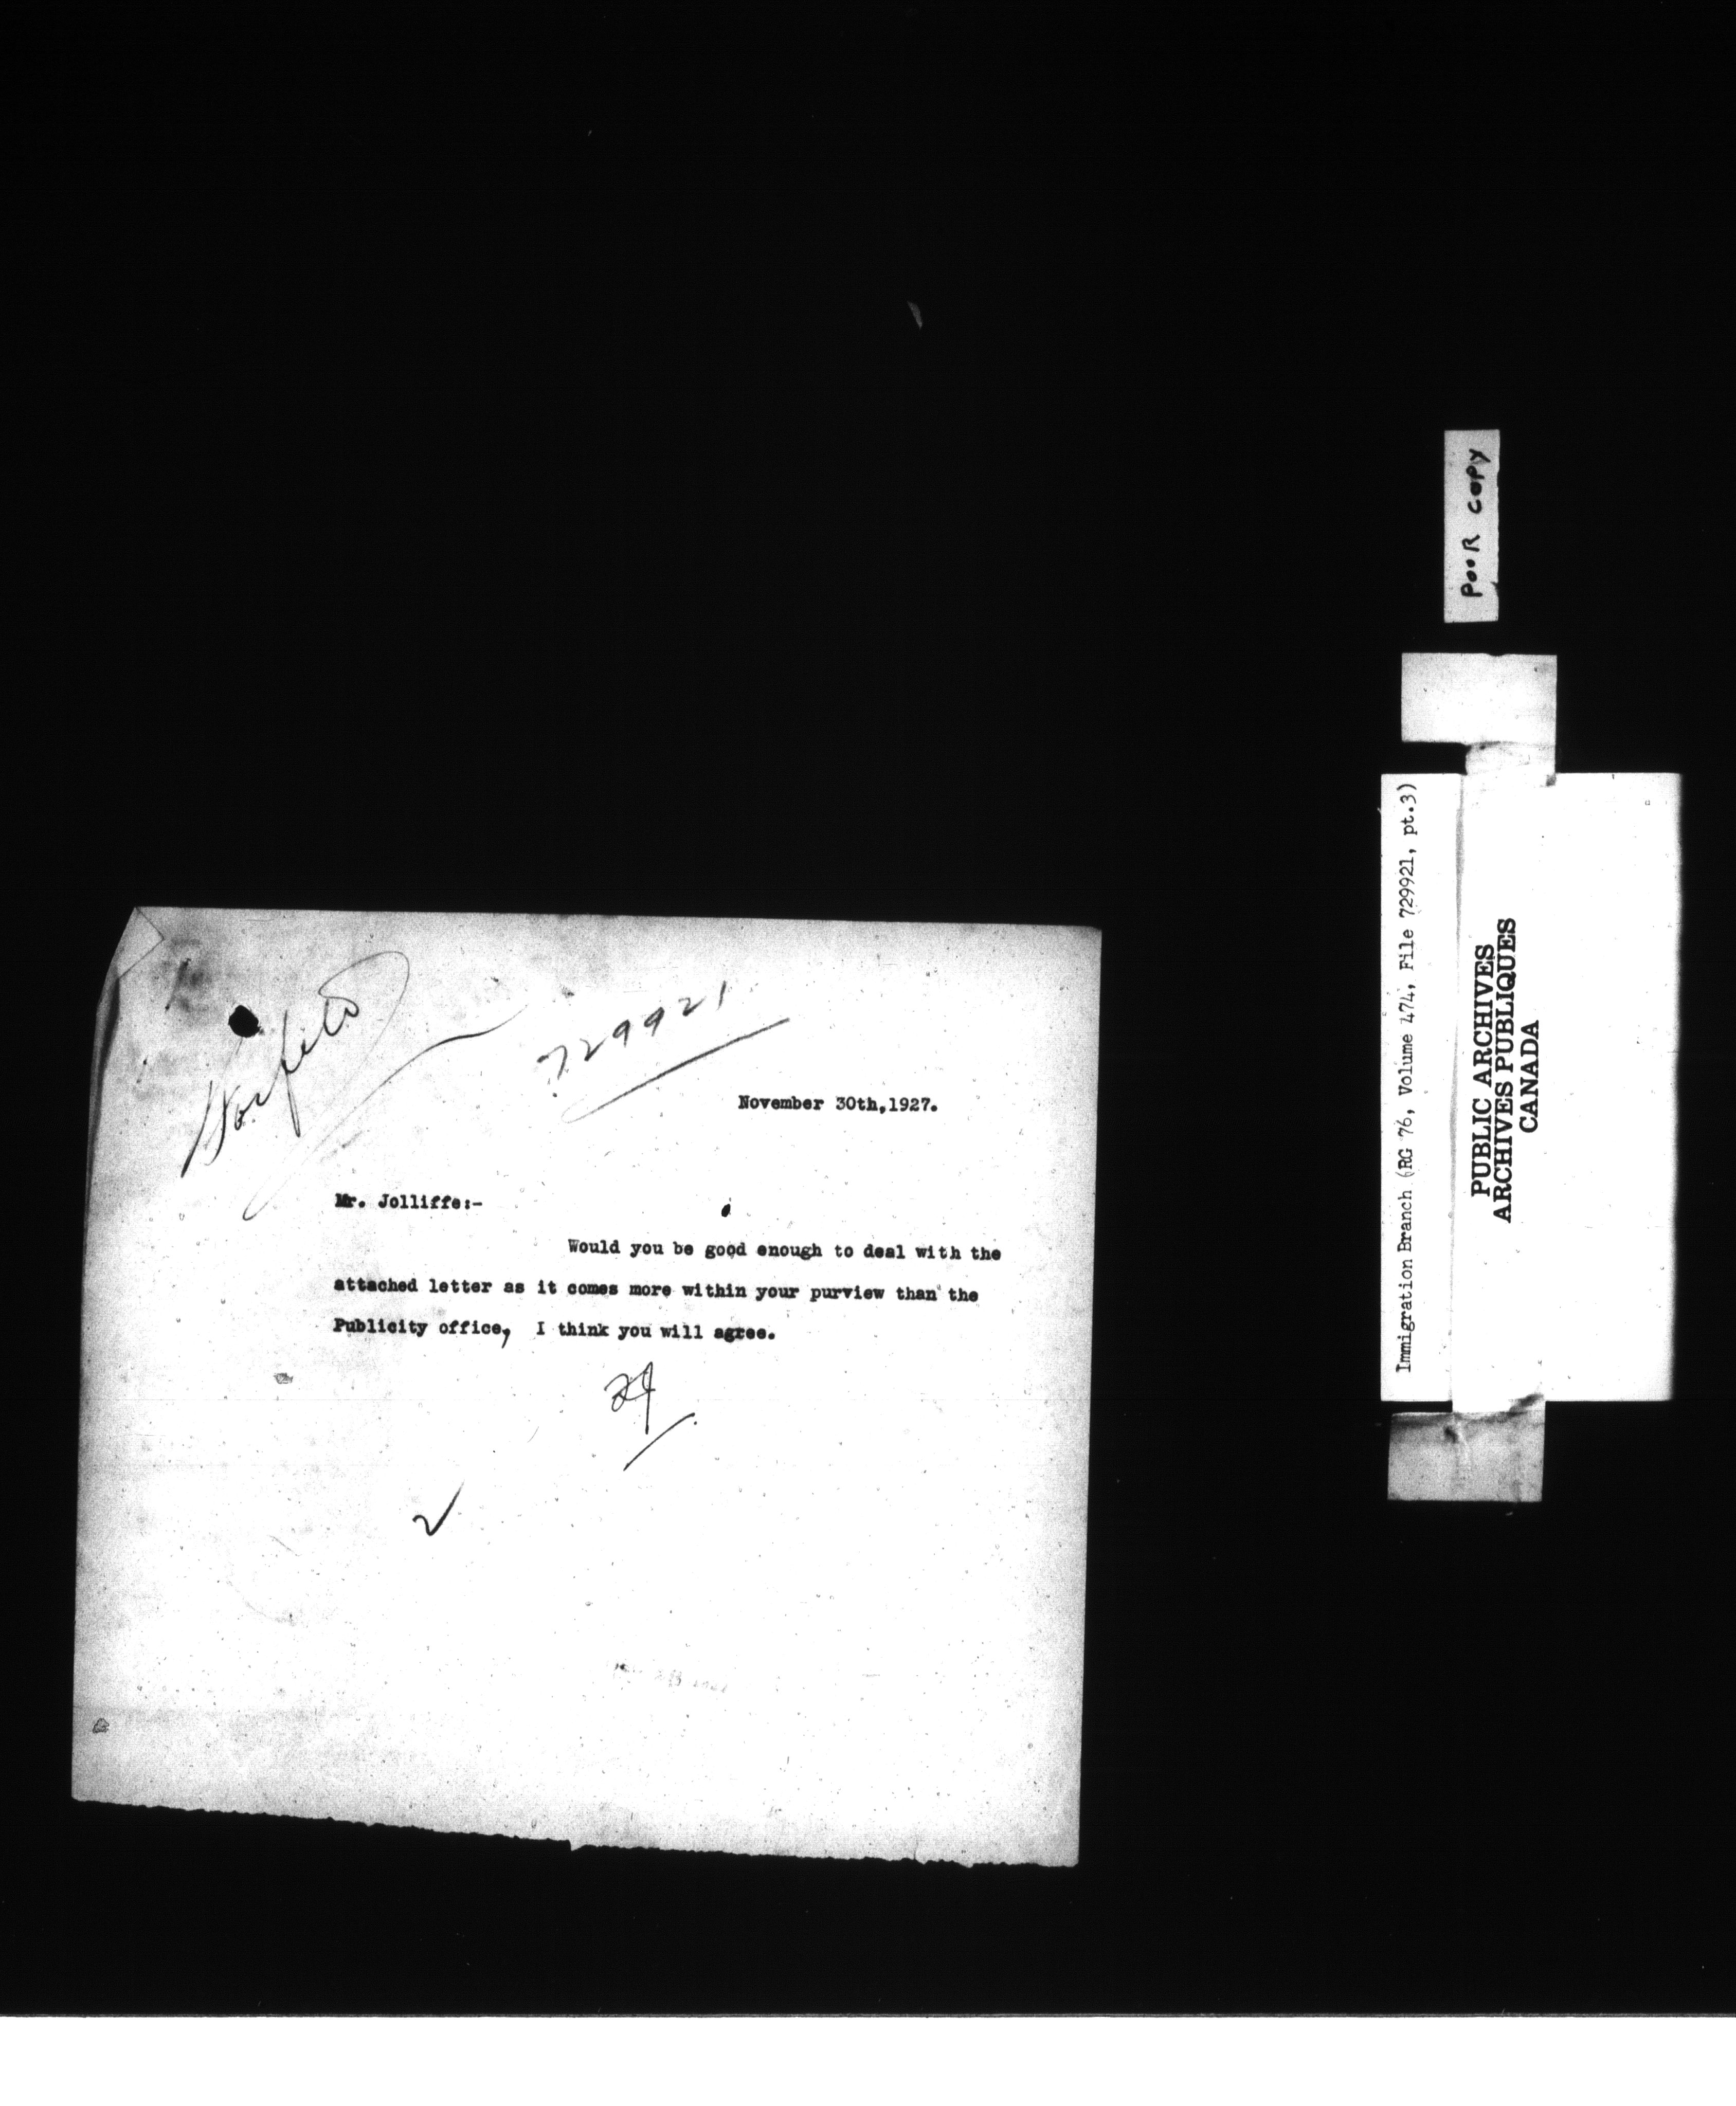 729921
November 30th,1927.
Mr. Jolliffe:-
Would you be good enough to deal with the
attached letter as it comes more within your purview than the
Publicity office, I think you will agree.
POOR COPY
Immigration Branch (RG 76, Volume 474, File 729921, pt.3)
PUBLIC ARCHIVES
ARCHIVES PUBLIQUES
CANADA